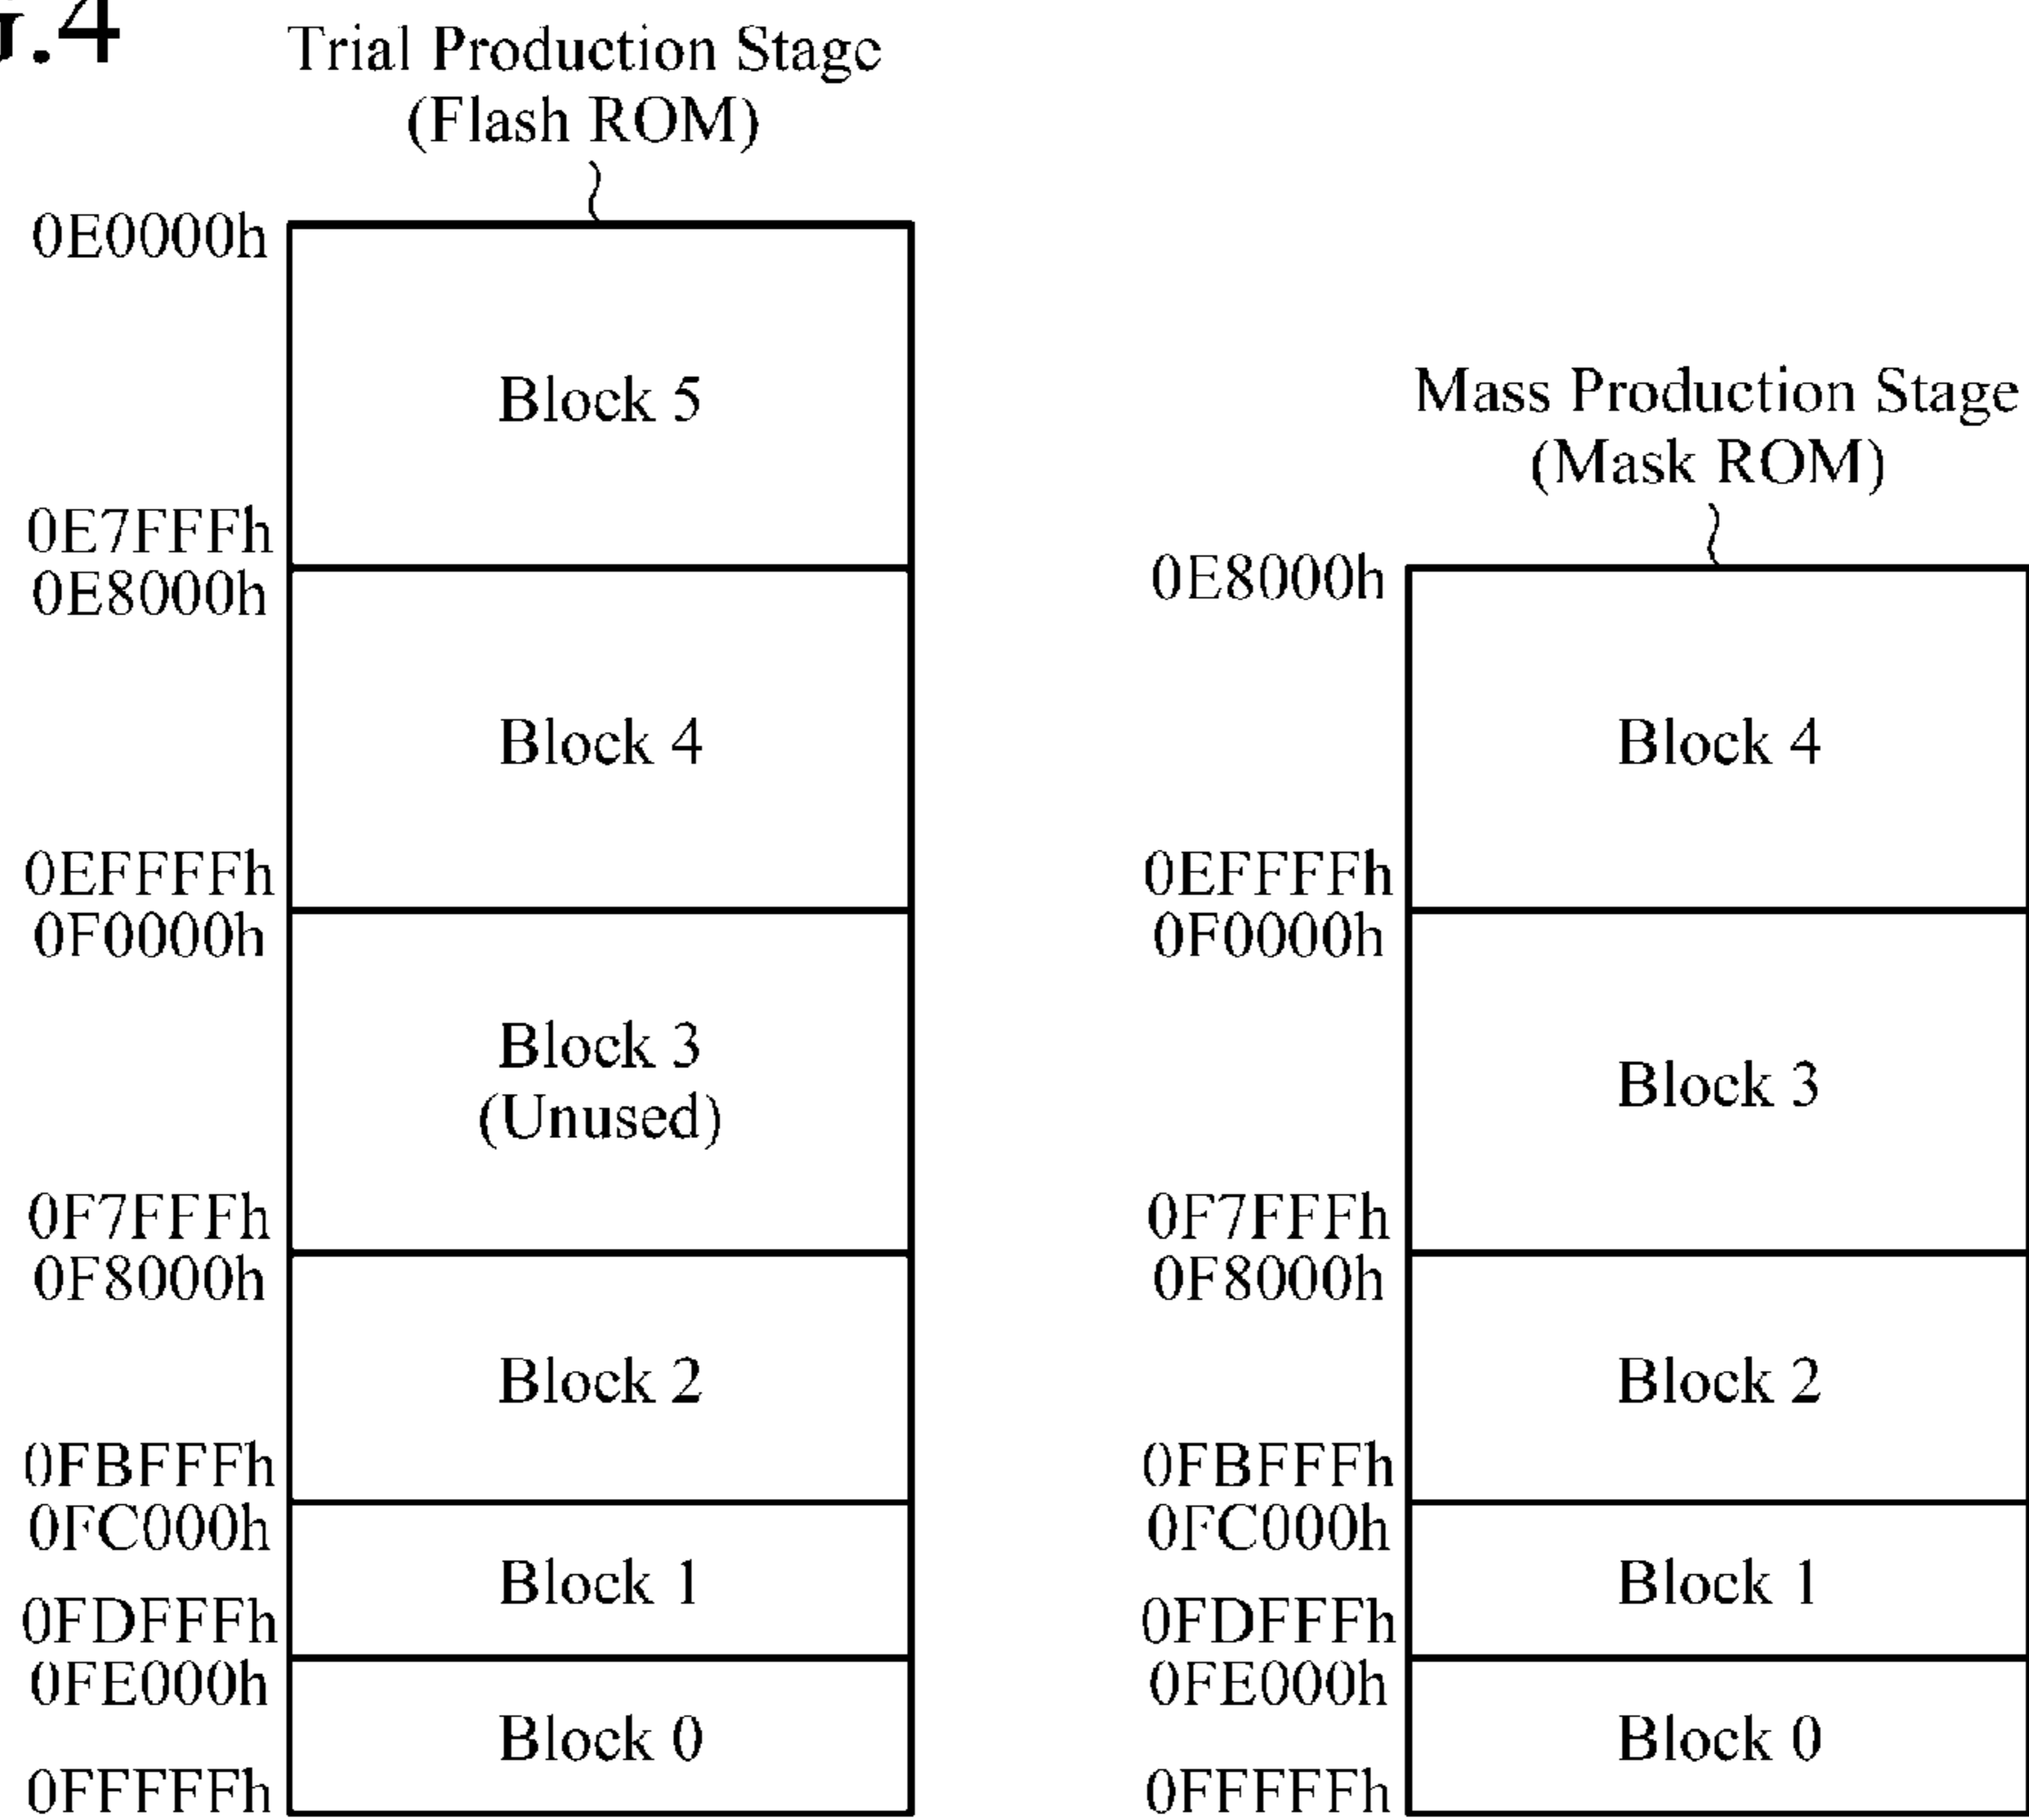 G.4
Trial Production Stage
(Flash ROM)
0E0000h
Block 5
0E7FFFh
0E8000h
Block 4
0EFFFFh
0F0000h
Block 3
(Unused)
0F7FFFh
0F8000h
Block 2
0FBFFFh
0FC000h
Block 1
0FDFFFh
0FE000h
Block 0
0FFFFFh
Mass Production Stage
(Mask ROM)
0E8000h
Block 4
0EFFFFh
0F0000h
Block 3
0F7FFFh
0F8000h
Block 2
0FBFFFh
0FC000h
Block 1
0FDFFFh
0FE000h
Block 0
0FFFFFh